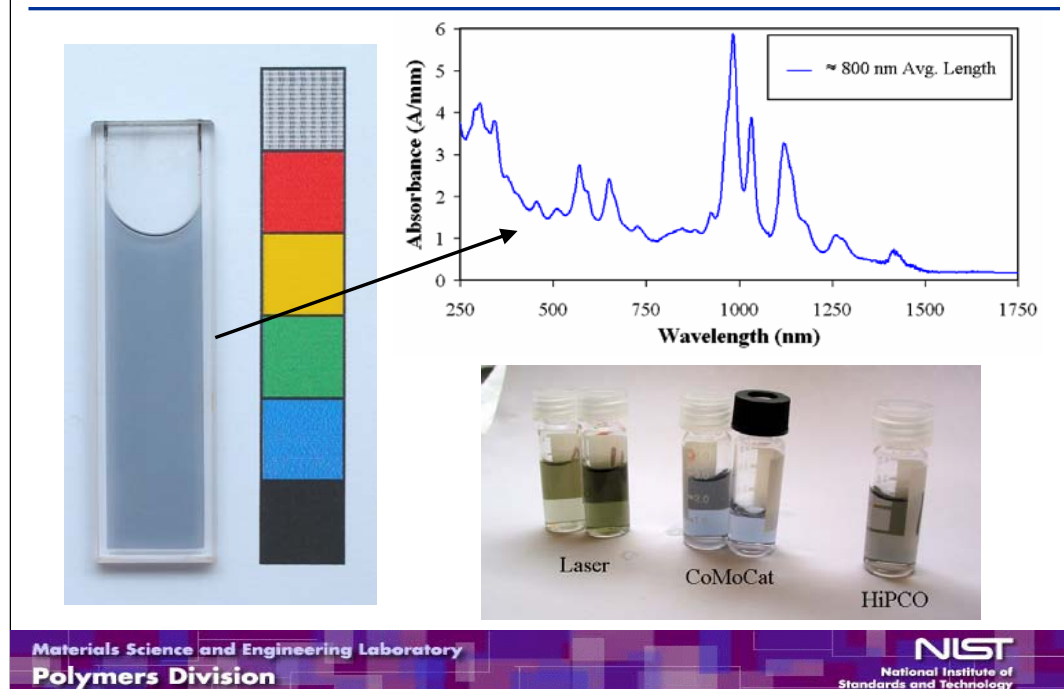 6
5
4
3
2
1
0
Absorbance (A/mm)
≈ 800 nm Avg. Length
250 500 750 1000 1250 1500 1750
Wavelength (nm)
Laser
CoMoCat
HiPCO
Materials Science and Engineering Laboratory
Polymers Division
NIST
National Institute of
Standards and Technology